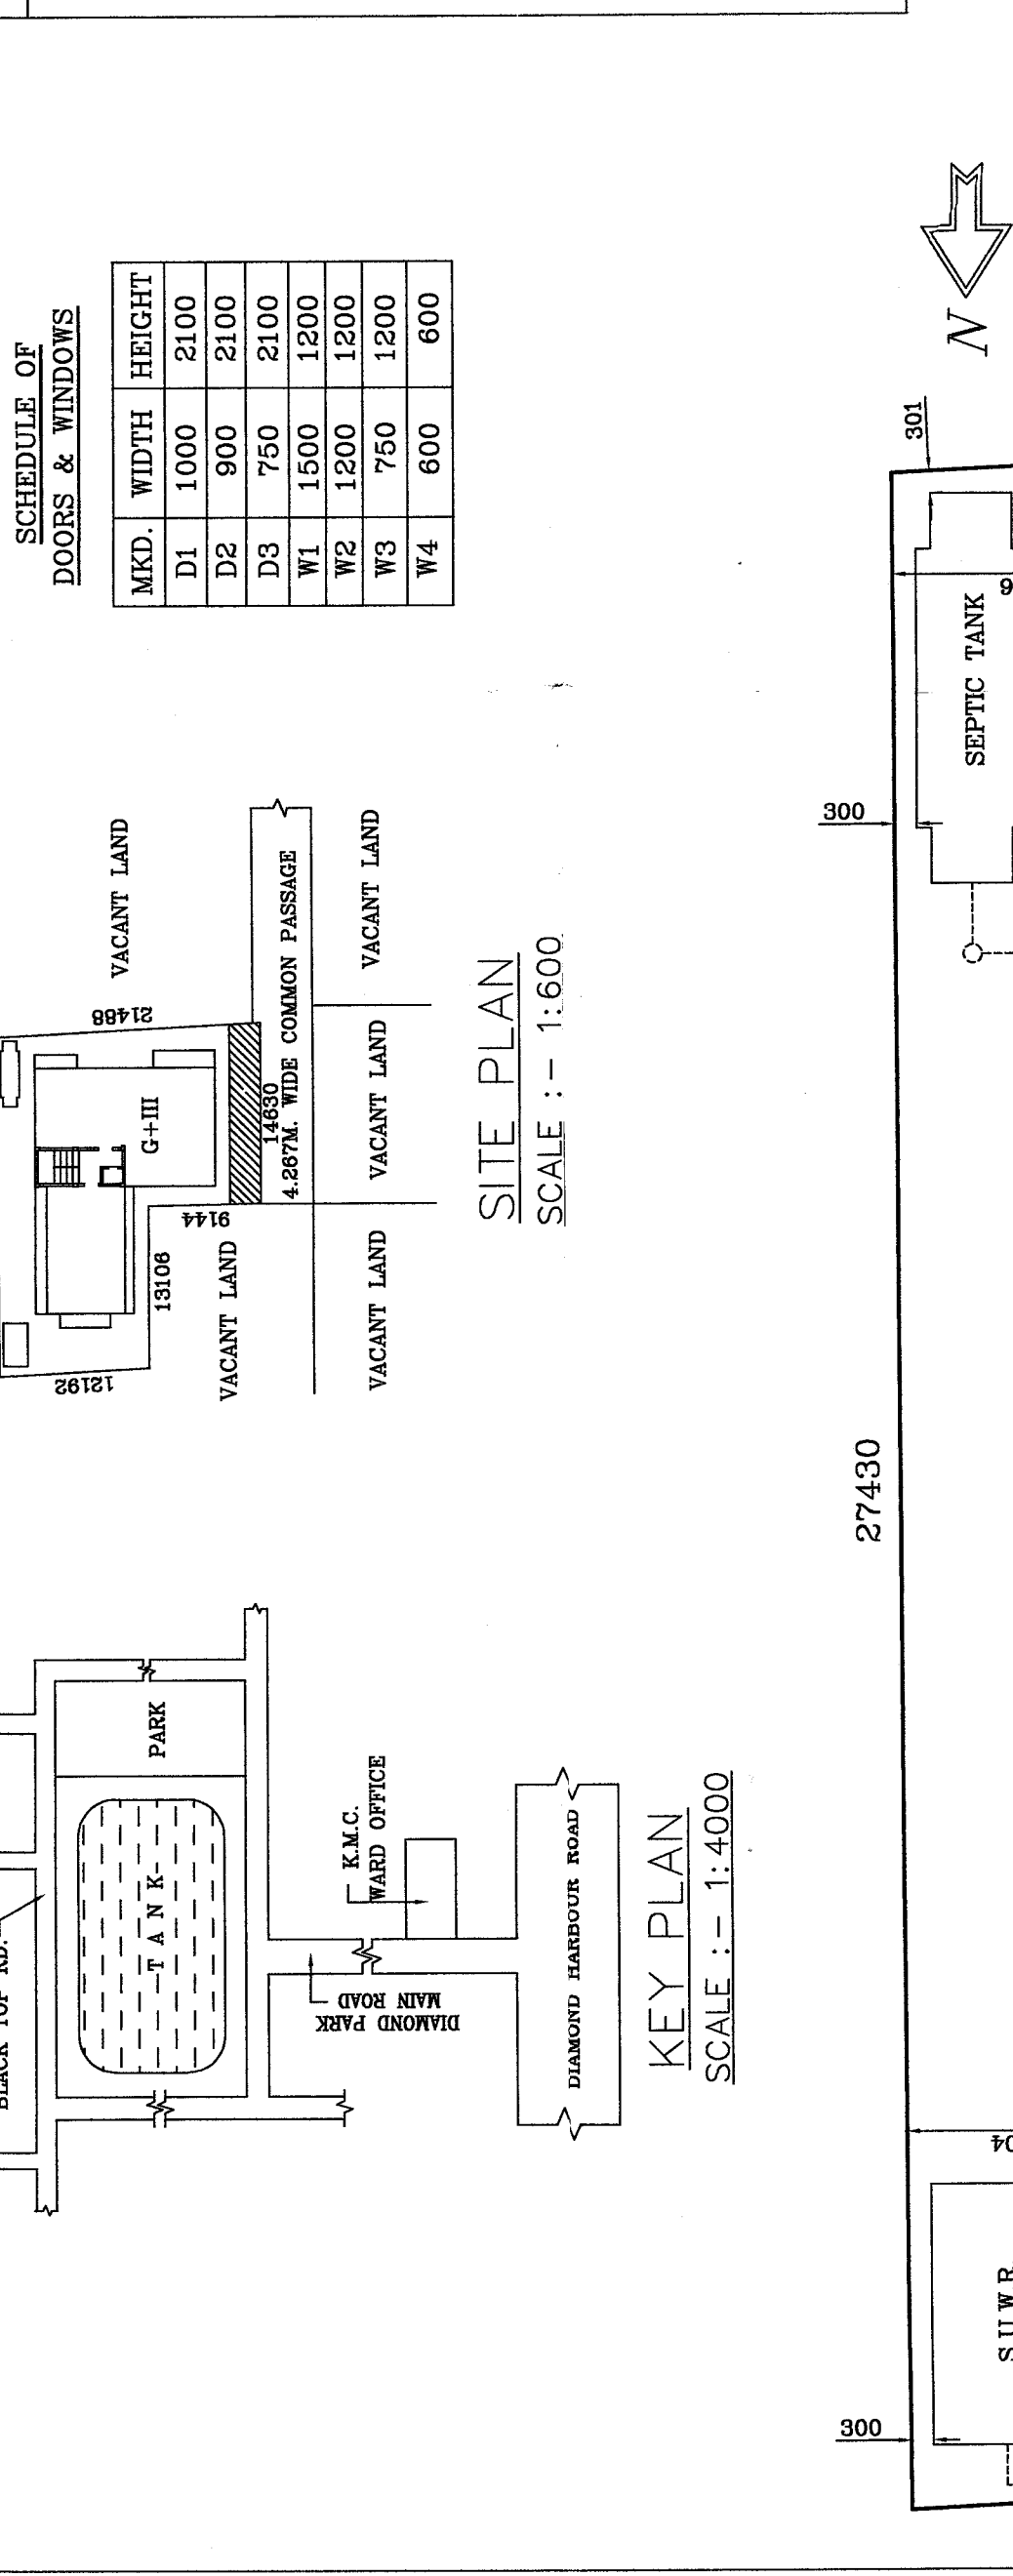 SCHEDULE OF
DOORS & WINDOWS
MKD. WIDTH HEIGHT
D1 1000 2100
D2 900 2100
D3 750 2100
W1 1500 1200
W2 1200 1200
W3 750 1200
W4 600 600
VACANT LAND
21488
G+III
14630
4.267M. WIDE COMMON PASSAGE
9144
13106
12192
VACANT LAND
VACANT LAND
VACANT LAND
VACANT LAND
SITE PLAN
SCALE :- 1:600
BLACK TOP RD.
PARK
TANK
K.M.C.
WARD OFFICE
DIAMOND PARK
MAIN ROAD
DIAMOND HARBOUR ROAD
KEY PLAN
SCALE :- 1:4000
N
301
SEPTIC TANK
300
27430
300